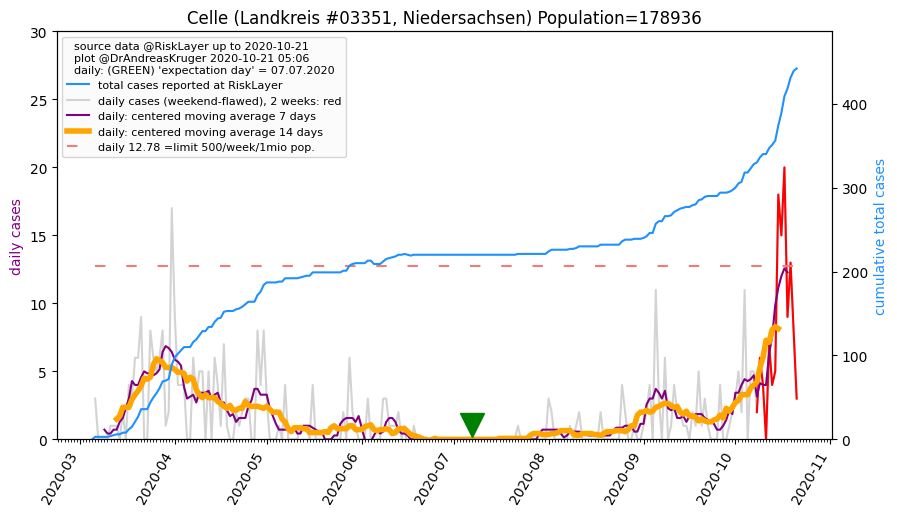 Celle (Landkreis #03351, Niedersachsen) Population=178936
source data @RiskLayer up to 2020-10-21
plot @DrAndreasKruger 2020-10-21 05:06
daily: (GREEN) 'expectation day' = 07.07.2020
total cases reported at RiskLayer
daily cases (weekend-flawed), 2 weeks: red
daily: centered moving average 7 days
daily: centered moving average 14 days
daily 12.78 =limit 500/week/1mio pop.
30
25
20
15
10
5
0
daily cases
400
300
200
100
0
cumulative total cases
2020-03
2020-04
2020-05
2020-06
2020-07
2020-08
2020-09
2020-10
2020-11